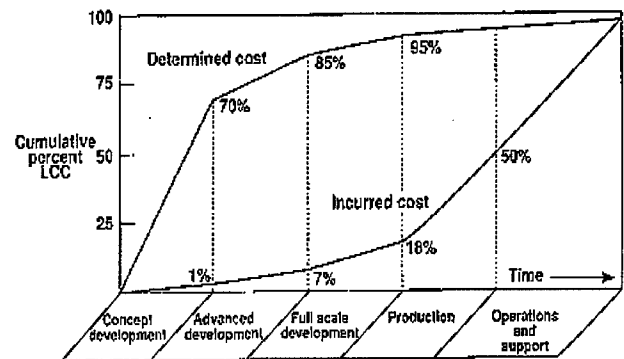 100
Determined cost
85%
95%
75
70%
Cumulative
percent
LCC
50
50%
Incurred cost
25
18%
1%
7%
Time
Concept
development
Advanced
development
Full scale
development
Production
Operations
and
support